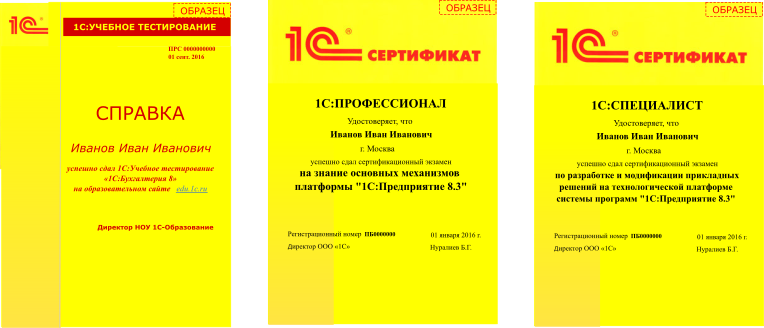 ОБРАЗЕЦ
1С®
1С:УЧЕБНОЕ ТЕСТИРОВАНИЕ
ПРС 0000000000
01 сент. 2016
СПРАВКА
Иванов Иван Иванович
успешно сдал 1С:Учебное тестирование
«1С:Бухгалтерия 8»
на образовательном сайте edu.1c.ru
Директор НОУ 1С-Образование
ОБРАЗЕЦ
1С® СЕРТИФИКАТ
1С:ПРОФЕССИОНАЛ
Удостоверяет, что
Иванов Иван Иванович
г. Москва
успешно сдал сертификационный экзамен
на знание основных механизмов
платформы "1С:Предприятие 8.3"
Регистрационный номер ПБ0000000 01 января 2016 г.
Директор ООО «1С» Нуралиев Б.Г.
ОБРАЗЕЦ
1С® СЕРТИФИКАТ
1С:СПЕЦИАЛИСТ
Удостоверяет, что
Иванов Иван Иванович
г. Москва
успешно сдал сертификационный экзамен
по разработке и модификации прикладных
решений на технологической платформе
системы программ "1С:Предприятие 8.3"
Регистрационный номер ПБ0000000 01 января 2016 г.
Директор ООО «1С» Нуралиев Б.Г.